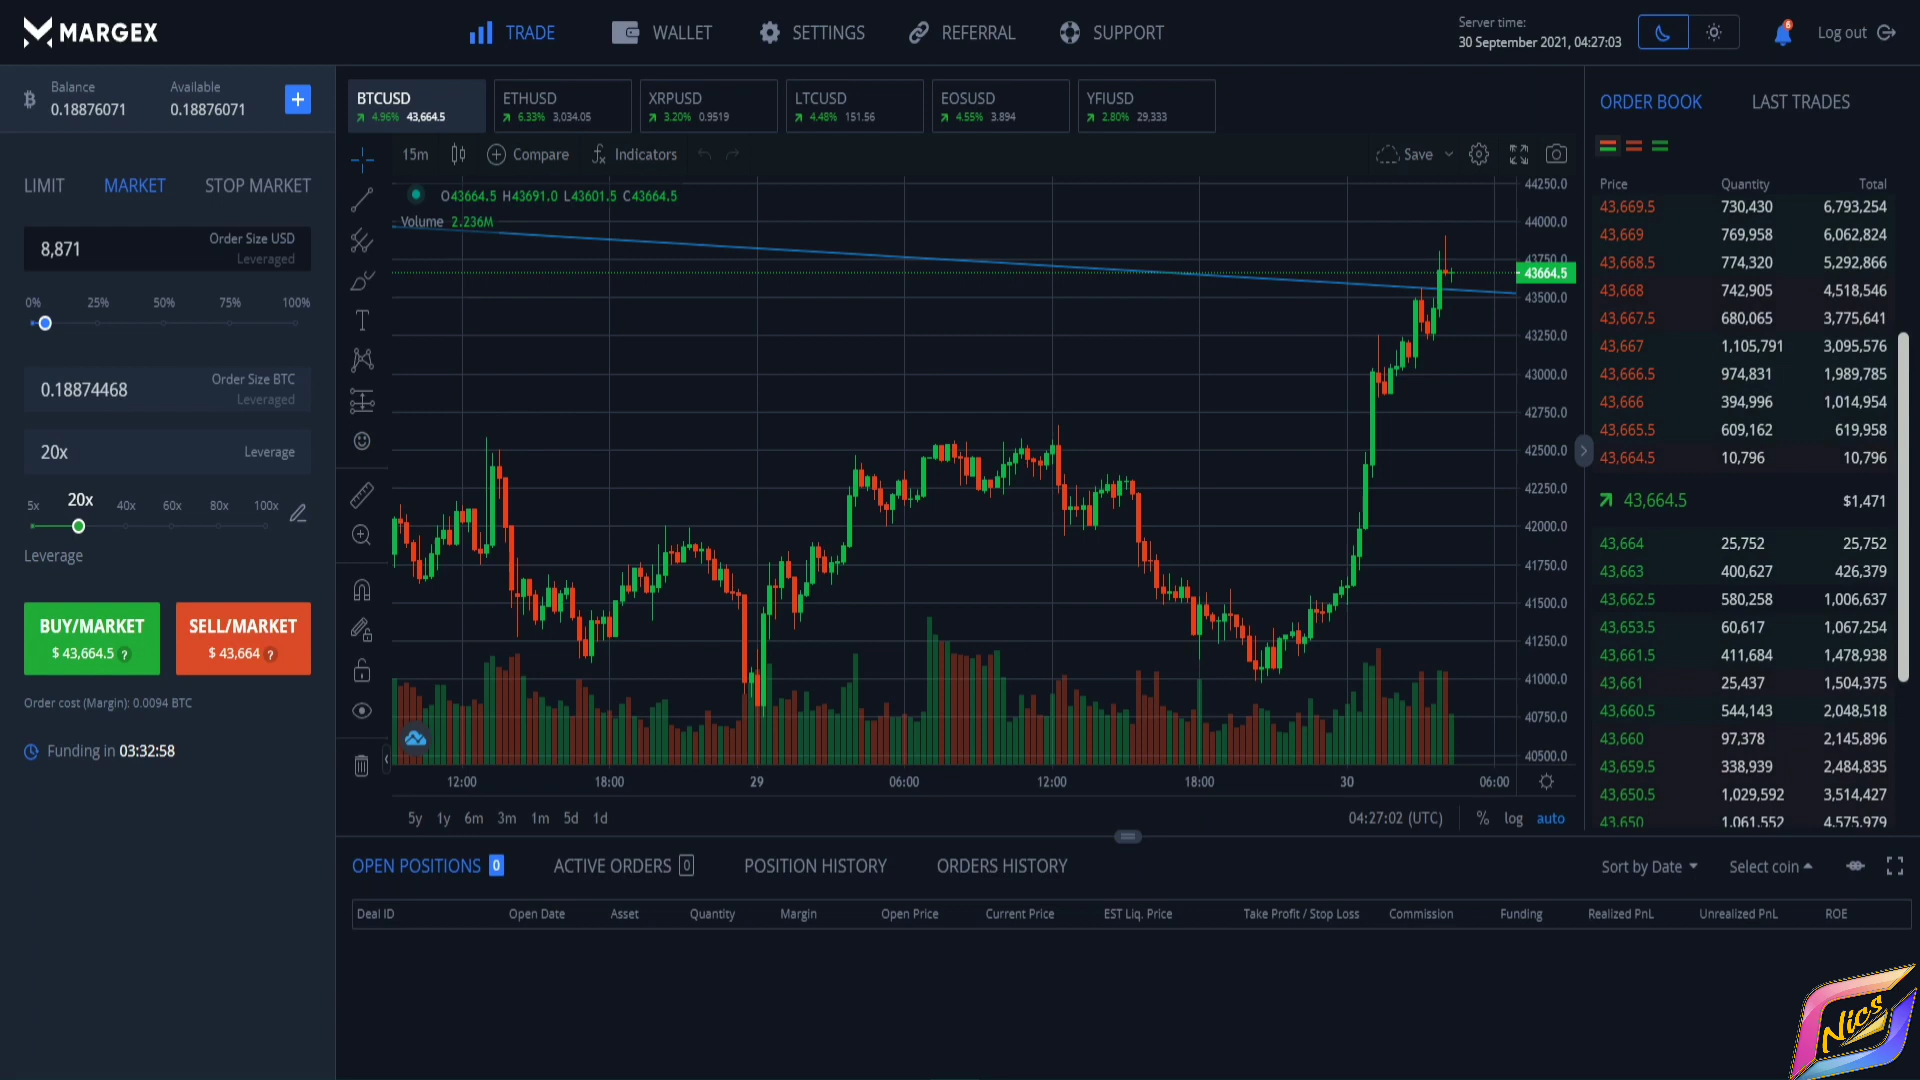 MARGEX
TRADE WALLET SETTINGS REFERRAL SUPPORT
Server time:
30 September 2021, 04:27:03
6
Log out
Balance Available
0.18876071 0.18876071
+
LIMIT MARKET STOP MARKET
8,871 Order Size USD
Leveraged
0% 25% 50% 75% 100%
0.18874468 Order Size BTC
Leveraged
20x Leverage
5x 20x 40x 60x 80x 100x
Leverage
BUY/MARKET
$ 43,664.5 ?
SELL/MARKET
$ 43,664 ?
Order cost (Margin): 0.0094 BTC
Funding in 03:32:58
BTCUSD
4.96% 43,664.5
ETHUSD
6.33% 3,034.05
XRPUSD
3.20% 0.9519
LTCUSD
4.48% 151.56
EOSUSD
4.55% 3.894
YFIUSD
2.80% 29,333
15m Compare Indicators Save
O43664.5 H43691.0 L43601.5 C43664.5
Volume 2.236M
44250.0
44000.0
43750.0
43664.5
43500.0
43250.0
43000.0
42750.0
42500.0
42250.0
42000.0
41750.0
41500.0
41250.0
41000.0
40750.0
40500.0
12:00 18:00 29 06:00 12:00 18:00 30 06:00
5y 1y 6m 3m 1m 5d 1d
04:27:02 (UTC) % log auto
ORDER BOOK LAST TRADES
Price Quantity Total
43,669.5 730,430 6,793,254
43,669 769,958 6,062,824
43,668.5 774,320 5,292,866
43,668 742,905 4,518,546
43,667.5 680,065 3,775,641
43,667 1,105,791 3,095,576
43,666.5 974,831 1,989,785
43,666 394,996 1,014,954
43,665.5 609,162 619,958
43,664.5 10,796 10,796
43,664.5 $1,471
43,664 25,752 25,752
43,663 400,627 426,379
43,662.5 580,258 1,006,637
43,653.5 60,617 1,067,254
43,661.5 411,684 1,478,938
43,661 25,437 1,504,375
43,660.5 544,143 2,048,518
43,660 97,378 2,145,896
43,659.5 338,939 2,484,835
43,650.5 1,029,592 3,514,427
43,650 1,061,552 4,575,979
OPEN POSITIONS 0 ACTIVE ORDERS 0 POSITION HISTORY ORDERS HISTORY
Sort by Date Select coin
Deal ID Open Date Asset Quantity Margin Open Price Current Price EST Liq. Price Take Profit / Stop Loss Commission Funding Realized PnL Unrealized PnL ROE
Nics